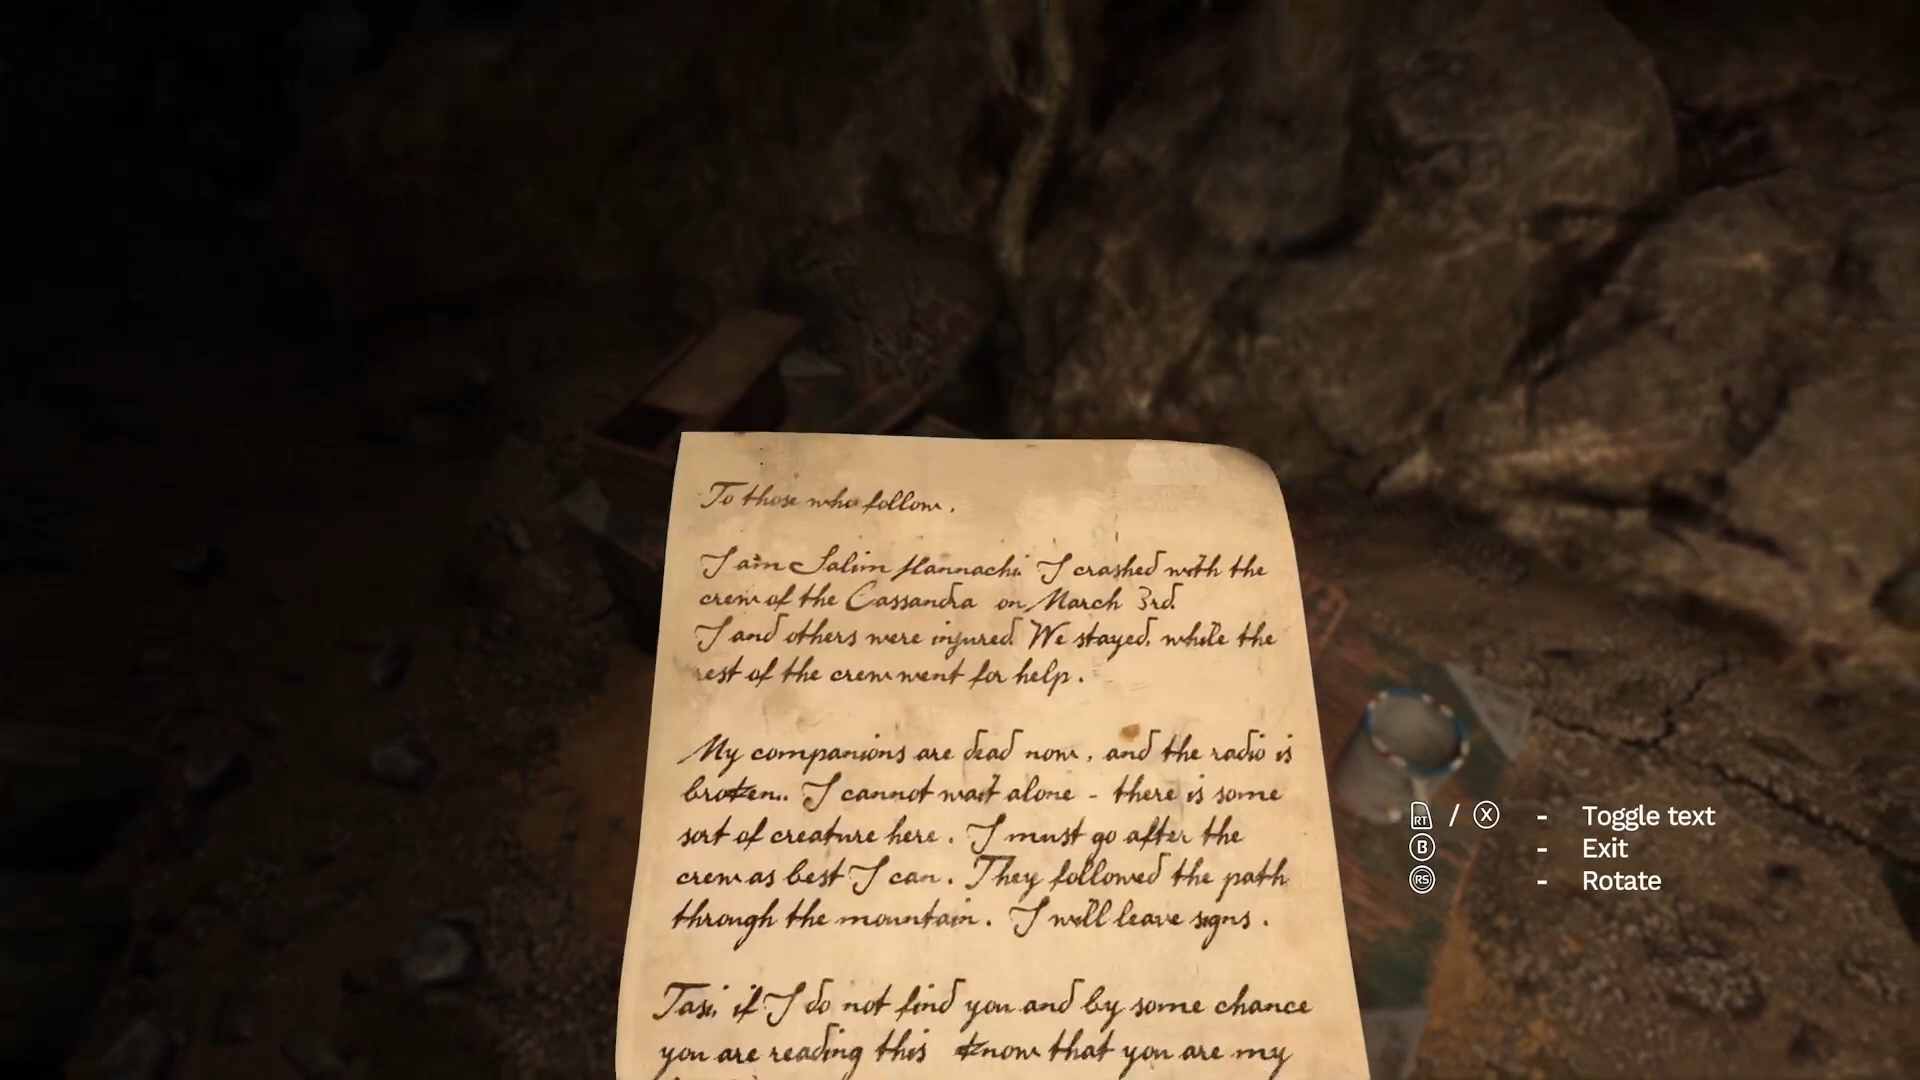 To those who follow.
I am Salim Hannachi. I crashed with the
crew of the Cassandra on March 3rd.
I and others were injured. We stayed, while the
rest of the crew went for help.
My companions are dead now, and the radio is
broken. I cannot wait alone - there is some
sort of creature here. I must go after the
crew as best I can. They followed the path
through the mountain. I will leave signs.
Tasi, if I do not find you and by some chance
you are reading this know that you are my
RT / X - Toggle text
B - Exit
RS - Rotate